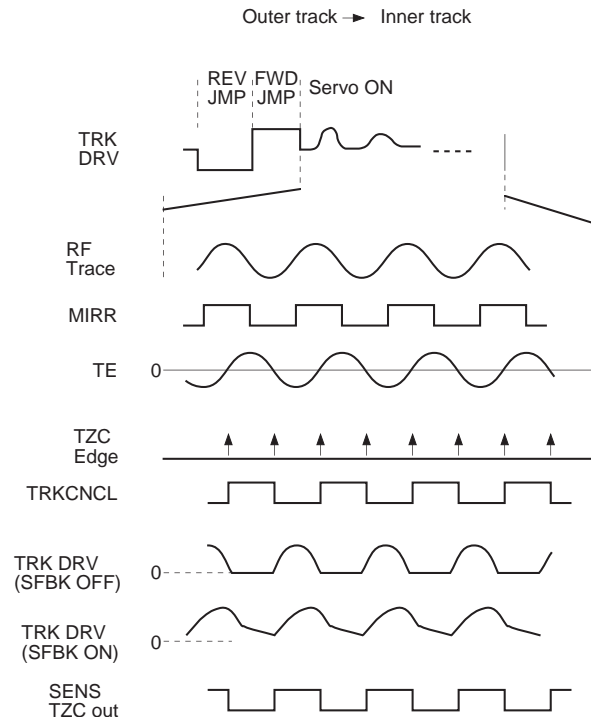 Outer track → Inner track
REV JMP
FWD JMP
Servo ON
TRK
DRV
RF
Trace
MIRR
TE
0
TZC
Edge
TRKCNCL
TRK DRV
(SFBK OFF)
0
TRK DRV
(SFBK ON)
0
SENS
TZC out